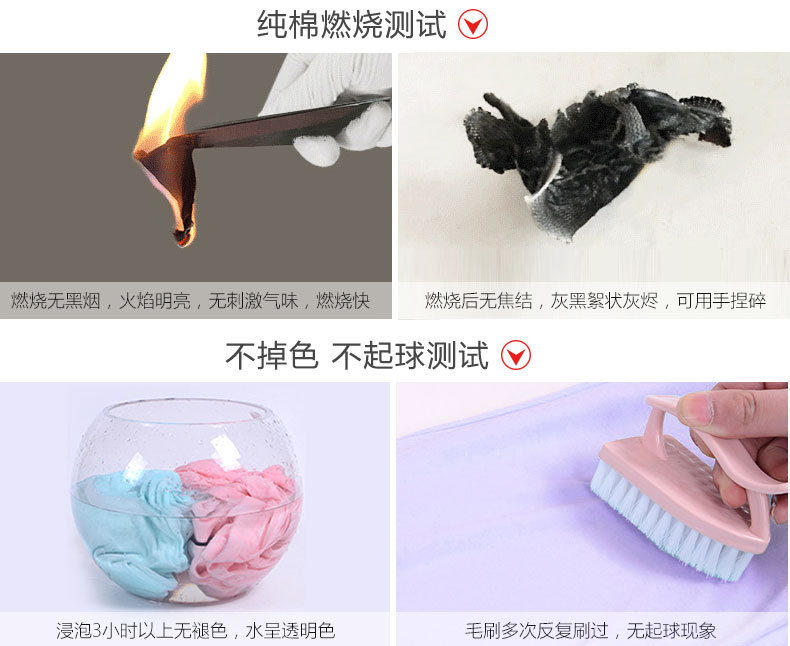 纯棉燃烧测试
燃烧无黑烟，火焰明亮，无刺激气味，燃烧快
燃烧后无焦结，灰黑絮状灰烬，可用手捏碎
不掉色 不起球测试
浸泡3小时以上无褪色，水呈透明色
毛刷多次反复刷过，无起球现象